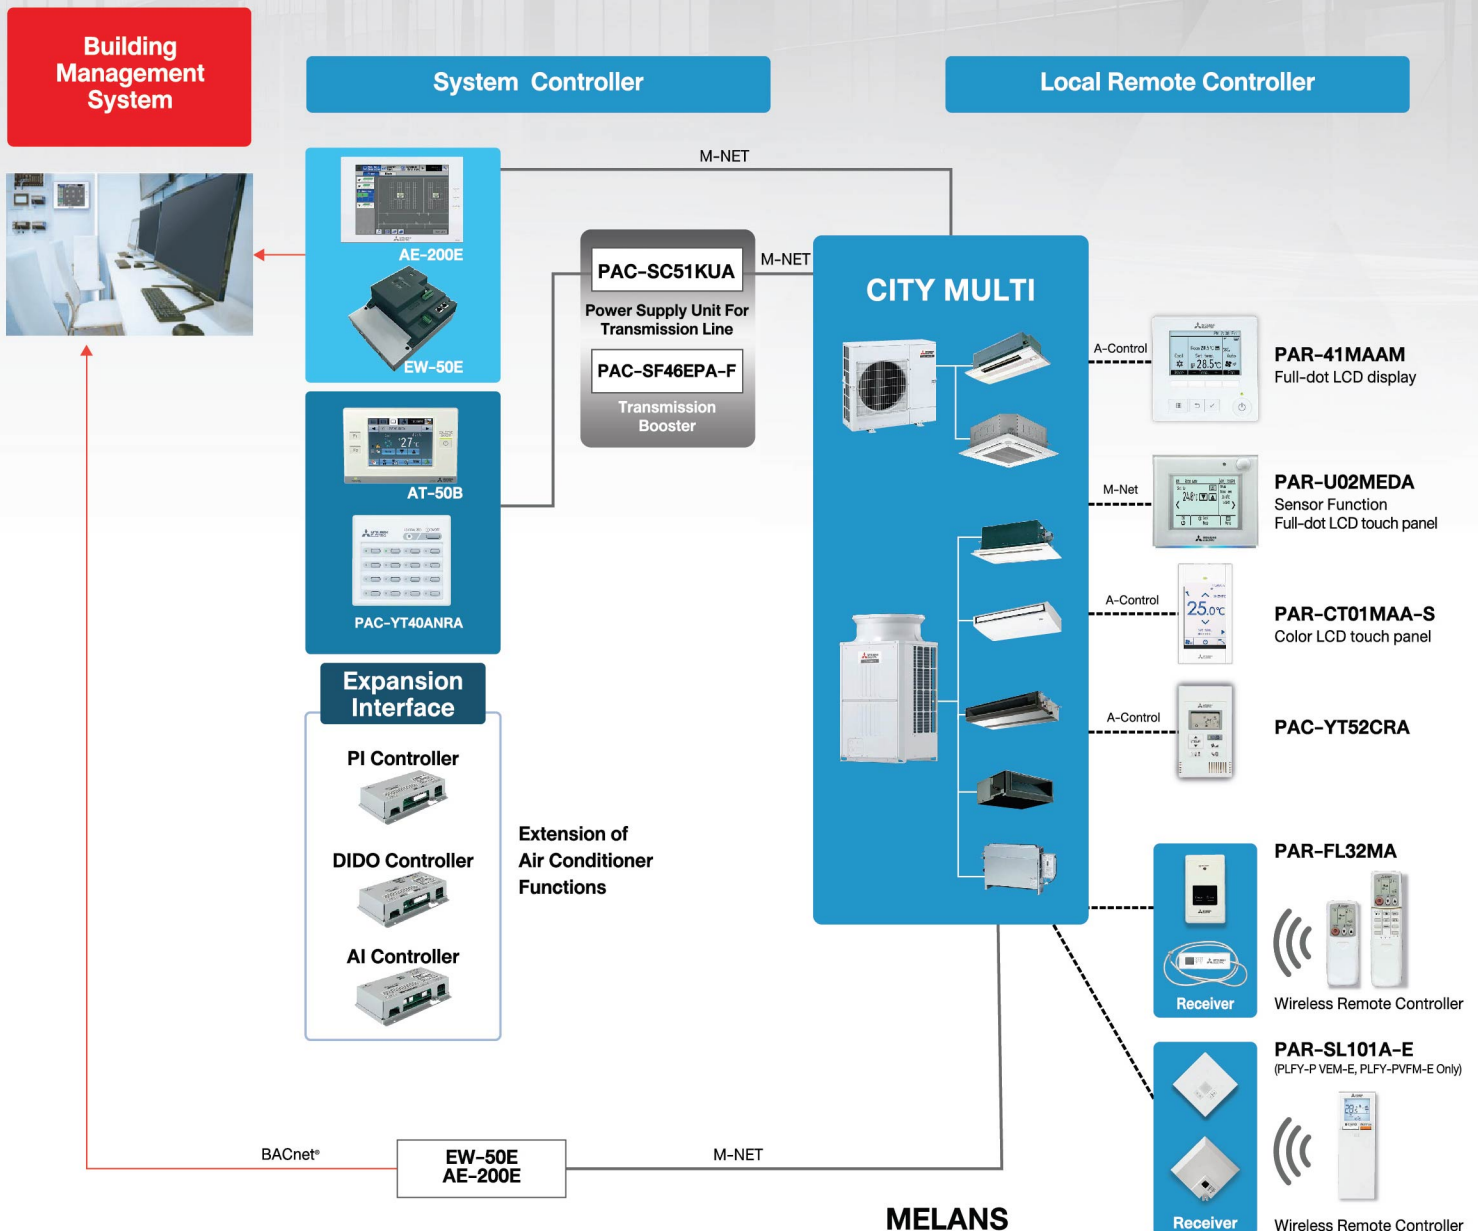 Building
Management
System
System Controller
Local Remote Controller
M-NET
AE-200E
EW-50E
PAC-SC51KUA
Power Supply Unit For
Transmission Line
PAC-SF46EPA-F
Transmission
Booster
M-NET
AT-50B
PAC-YT40ANRA
Expansion
Interface
PI Controller
DIDO Controller
AI Controller
Extension of
Air Conditioner
Functions
CITY MULTI
A-Control
28.5°C
PAR-41MAAM
Full-dot LCD display
M-Net
PAR-U02MEDA
Sensor Function
Full-dot LCD touch panel
A-Control
25.0°C
PAR-CT01MAA-S
Color LCD touch panel
A-Control
PAC-YT52CRA
PAR-FL32MA
Receiver
Wireless Remote Controller
PAR-SL101A-E
(PLFY-P VEM-E, PLFY-PVFM-E Only)
Receiver
Wireless Remote Controller
BACnet®
EW-50E
AE-200E
M-NET
MELANS